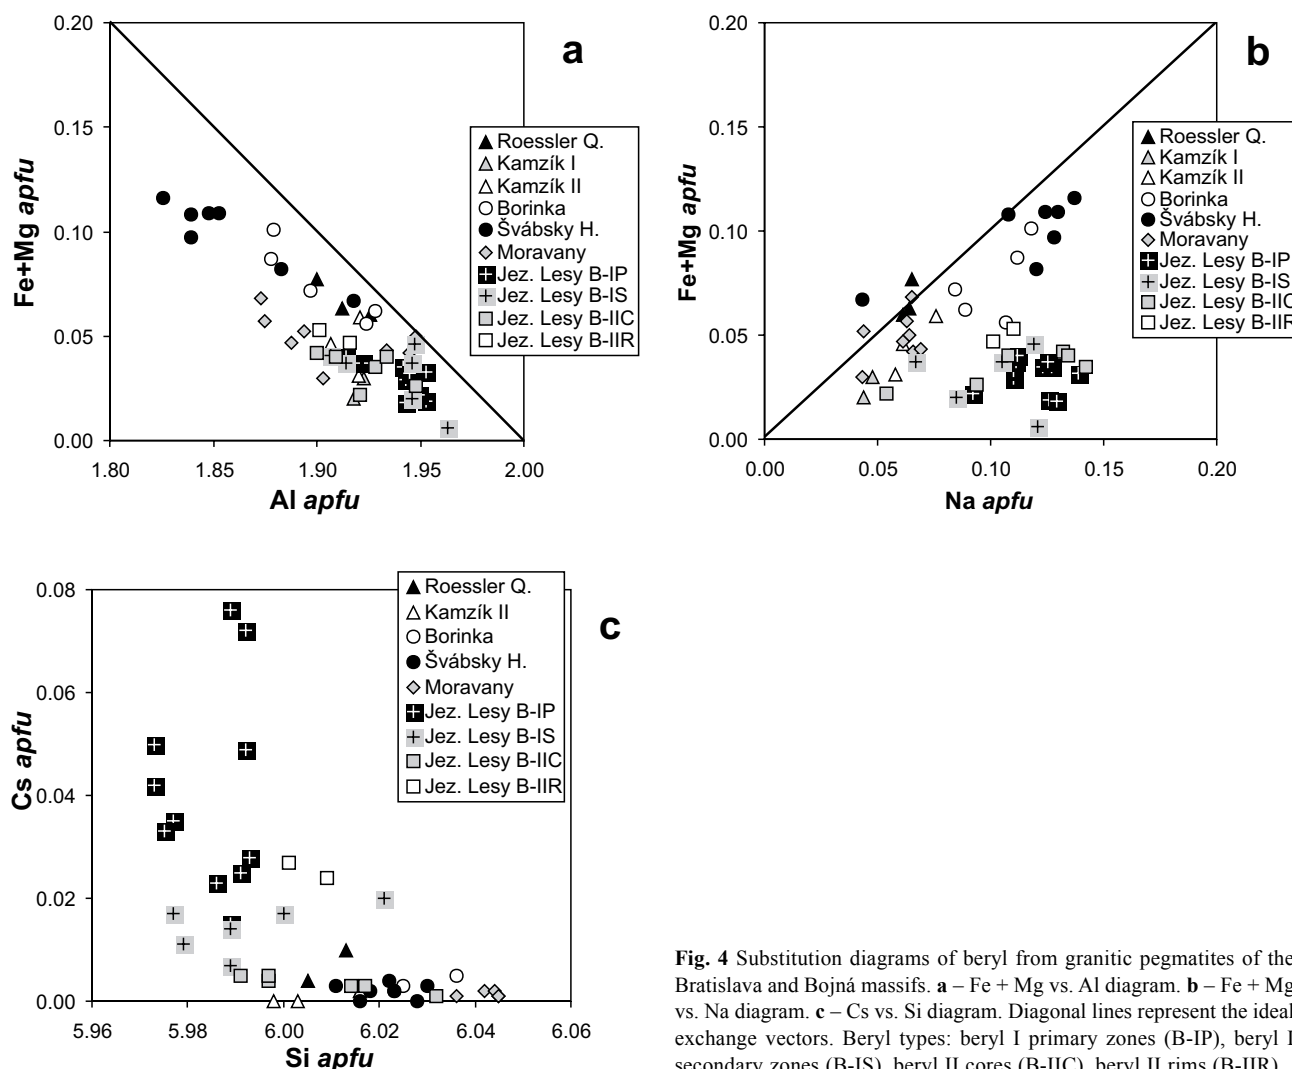 a
0.20
0.15
0.10
0.05
0.00
Fe+Mg apfu
1.80 1.85 1.90 1.95 2.00
Al apfu
Roessler Q.
Kamzík I
Kamzík II
Borinka
Švábsky H.
Moravany
Jez. Lesy B-IP
Jez. Lesy B-IS
Jez. Lesy B-IIC
Jez. Lesy B-IIR
b
0.20
0.15
0.10
0.05
0.00
Fe+Mg apfu
0.00 0.05 0.10 0.15 0.20
Na apfu
Roessler Q.
Kamzík I
Kamzík II
Borinka
Švábsky H.
Moravany
Jez. Lesy B-IP
Jez. Lesy B-IS
Jez. Lesy B-IIC
Jez. Lesy B-IIR
c
0.08
0.06
0.04
0.02
0.00
Cs apfu
5.96 5.98 6.00 6.02 6.04 6.06
Si apfu
Roessler Q.
Kamzík II
Borinka
Švábsky H.
Moravany
Jez. Lesy B-IP
Jez. Lesy B-IS
Jez. Lesy B-IIC
Jez. Lesy B-IIR
Fig. 4 Substitution diagrams of beryl from granitic pegmatites of the
Bratislava and Bojná massifs. a – Fe + Mg vs. Al diagram. b – Fe + Mg
vs. Na diagram. c – Cs vs. Si diagram. Diagonal lines represent the ideal
exchange vectors. Beryl types: beryl I primary zones (B-IP), beryl I
secondary zones (B-IS), beryl II cores (B-IIC), beryl II rims (B-IIR)